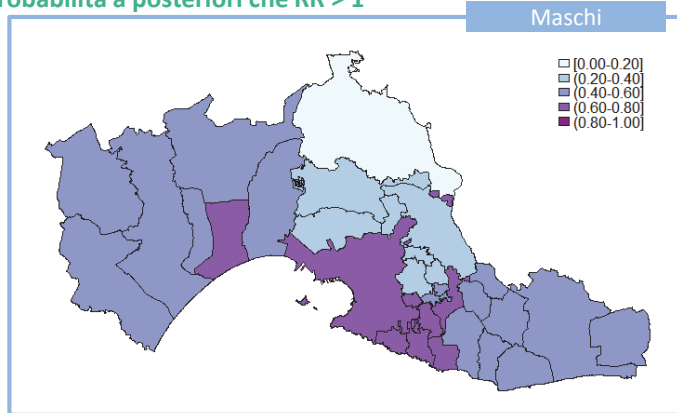 robabilità a posteriori che RR > 1
Maschi
[0.00-0.20]
(0.20-0.40]
(0.40-0.60]
(0.60-0.80]
(0.80-1.00]